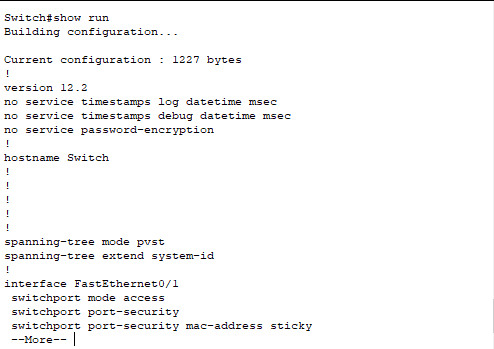 Switch#show run
Building configuration...
Current configuration : 1227 bytes
!
version 12.2
no service timestamps log datetime msec
no service timestamps debug datetime msec
no service password-encryption
!
hostname Switch
!
!
!
!
!
spanning-tree mode pvst
spanning-tree extend system-id
!
interface FastEthernet0/1
 switchport mode access
 switchport port-security
 switchport port-security mac-address sticky
 --More--